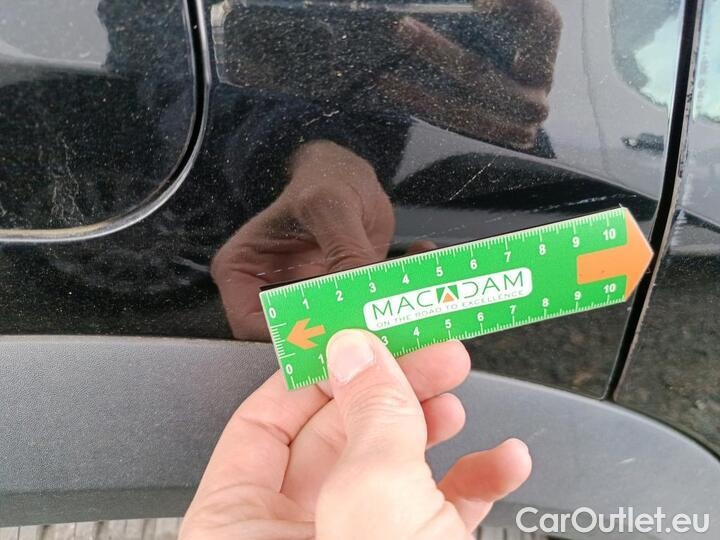 0 1 2 3 4 5 6 7 8 9 10
MACADAM
ON THE ROAD TO EXCELLENCE
0 1 3 4 5 6 7 8 9 10
CarOutlet.eu